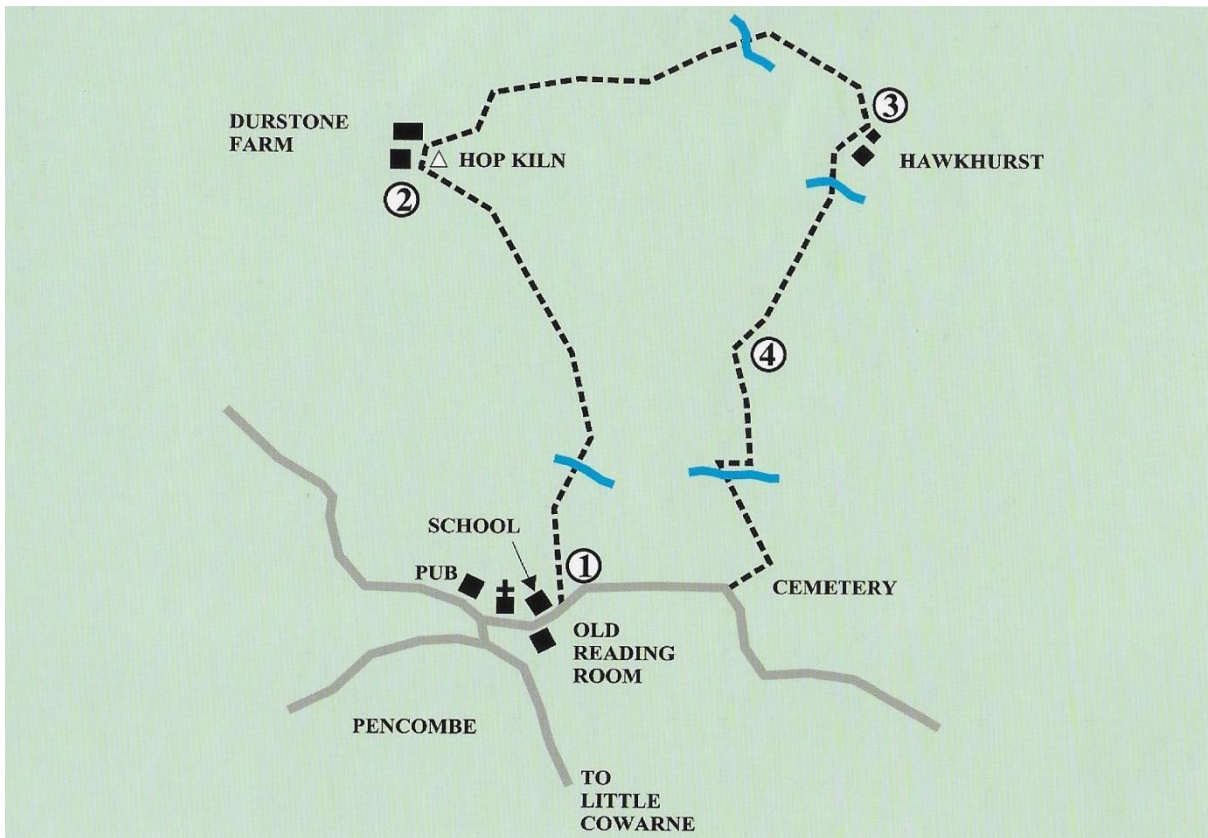 DURSTONE
FARM
HOP KILN
2
3
HAWKHURST
4
SCHOOL
PUB
1
CEMETERY
OLD
READING
ROOM
PENCOMBE
TO
LITTLE
COWARNE